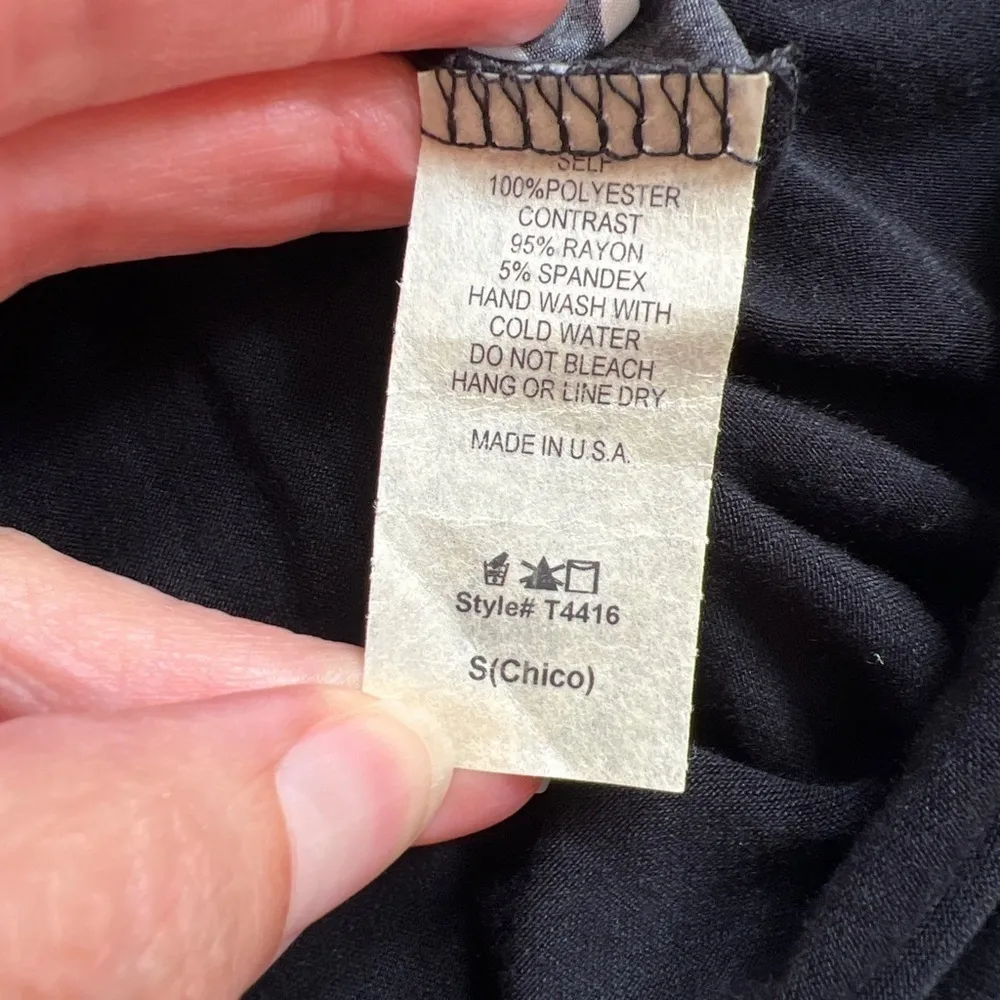 SELF
100%POLYESTER
CONTRAST
95% RAYON
5% SPANDEX
HAND WASH WITH
COLD WATER
DO NOT BLEACH
HANG OR LINE DRY
MADE IN U.S.A.
Style# T4416
S(Chico)